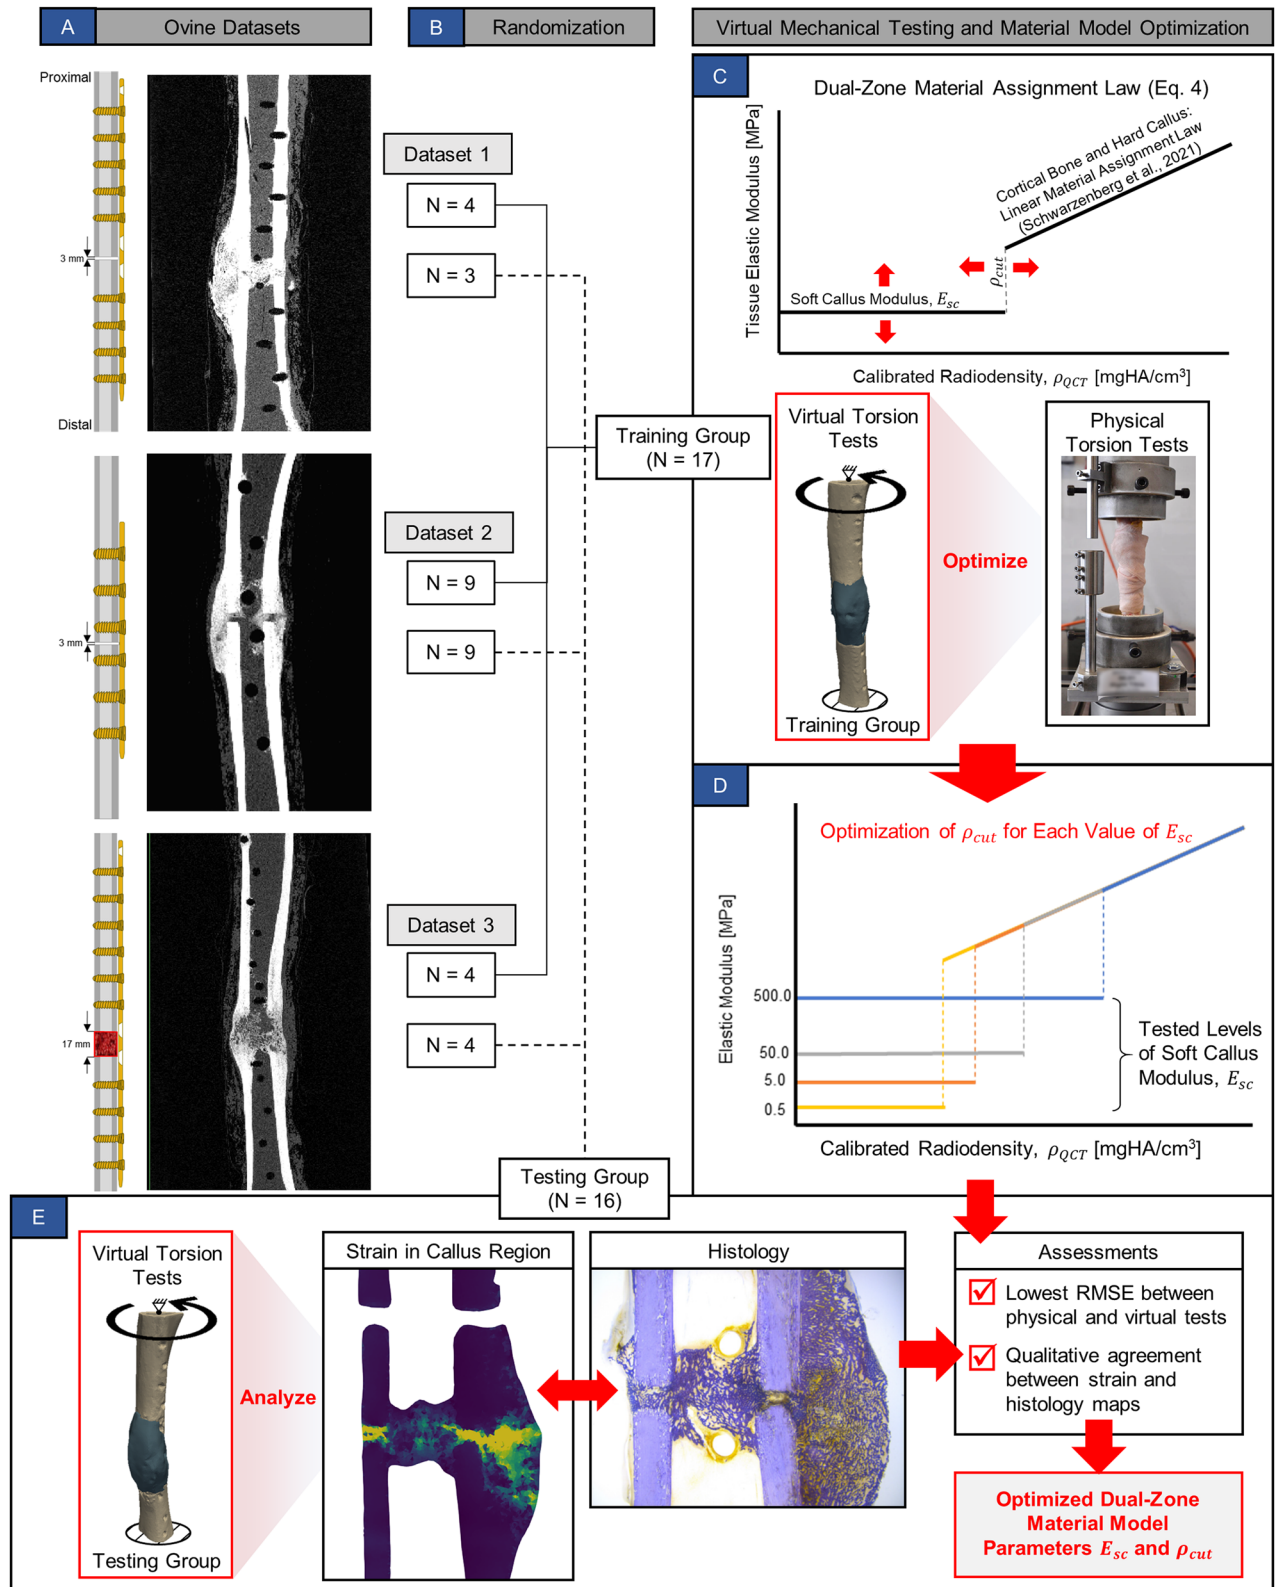 A
Ovine Datasets
B
Randomization
Virtual Mechanical Testing and Material Model Optimization
Proximal
3 mm
Distal
3 mm
17 mm
Dataset 1
N = 4
N = 3
Dataset 2
N = 9
N = 9
Dataset 3
N = 4
N = 4
Training Group
(N = 17)
Testing Group
(N = 16)
C
Dual-Zone Material Assignment Law (Eq. 4)
Tissue Elastic Modulus [MPa]
Cortical Bone and Hard Callus:
Linear Material Assignment Law
(Schwarzenberg et al., 2021)
ρcut
Soft Callus Modulus, Esc
Calibrated Radiodensity, ρQCT [mgHA/cm³]
Virtual Torsion
Tests
Training Group
Optimize
Physical
Torsion Tests
D
Optimization of ρcut for Each Value of Esc
Elastic Modulus [MPa]
500.0
50.0
5.0
0.5
Tested Levels
of Soft Callus
Modulus, Esc
Calibrated Radiodensity, ρQCT [mgHA/cm³]
E
Virtual Torsion
Tests
Testing Group
Analyze
Strain in Callus Region
Histology
Assessments
Lowest RMSE between
physical and virtual tests
Qualitative agreement
between strain and
histology maps
Optimized Dual-Zone
Material Model
Parameters Esc and ρcut